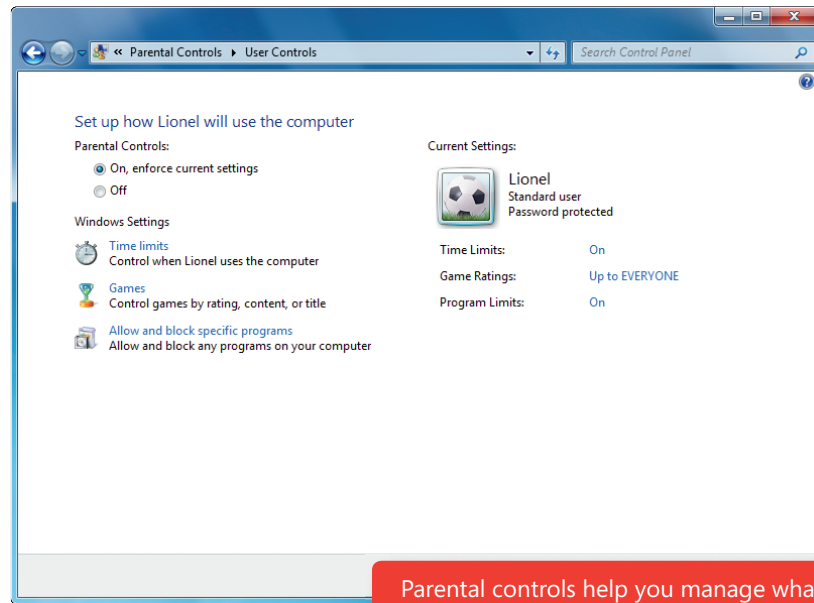 « Parental Controls ▸ User Controls
Search Control Panel
Set up how Lionel will use the computer
Parental Controls:
On, enforce current settings
Off
Windows Settings
Time limits
Control when Lionel uses the computer
Games
Control games by rating, content, or title
Allow and block specific programs
Allow and block any programs on your computer
Current Settings:
Lionel
Standard user
Password protected
Time Limits: On
Game Ratings: Up to EVERYONE
Program Limits: On
Parental controls help you manage wha